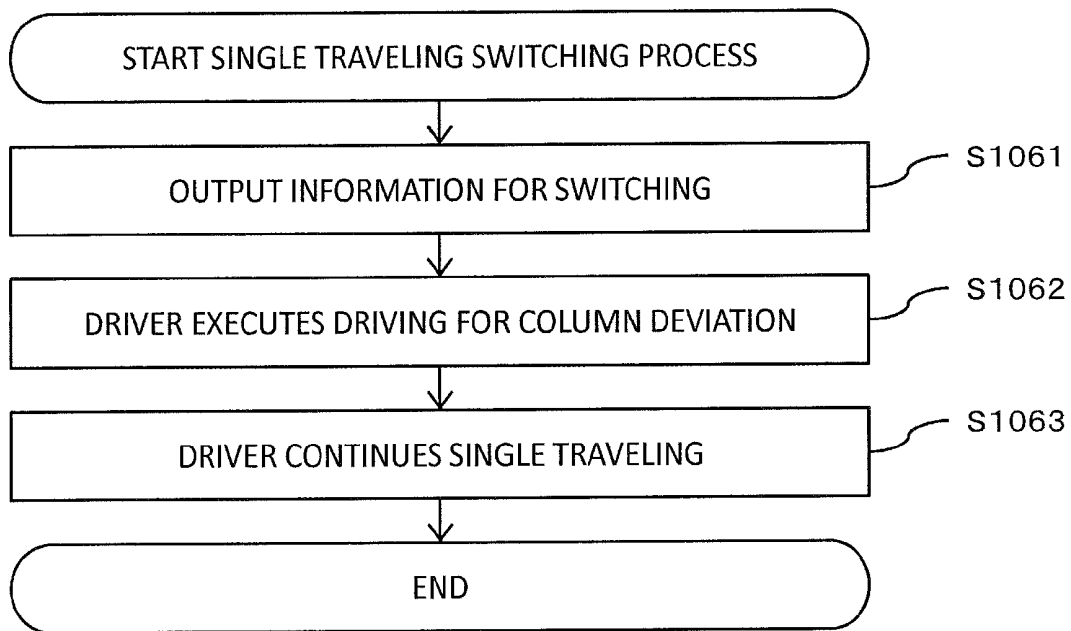 START SINGLE TRAVELING SWITCHING PROCESS
OUTPUT INFORMATION FOR SWITCHING
S1061
DRIVER EXECUTES DRIVING FOR COLUMN DEVIATION
S1062
DRIVER CONTINUES SINGLE TRAVELING
S1063
END